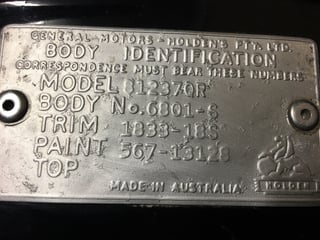 GENERAL-MOTORS-HOLDEN'S PTY. LTD.
BODY IDENTIFICATION
CORRESPONDENCE MUST BEAR THESE NUMBERS
MODEL 81237QR
BODY No. 6801-S
TRIM 1833-18S
PAINT 567-13128
TOP
HOLDEN
MADE IN AUSTRALIA